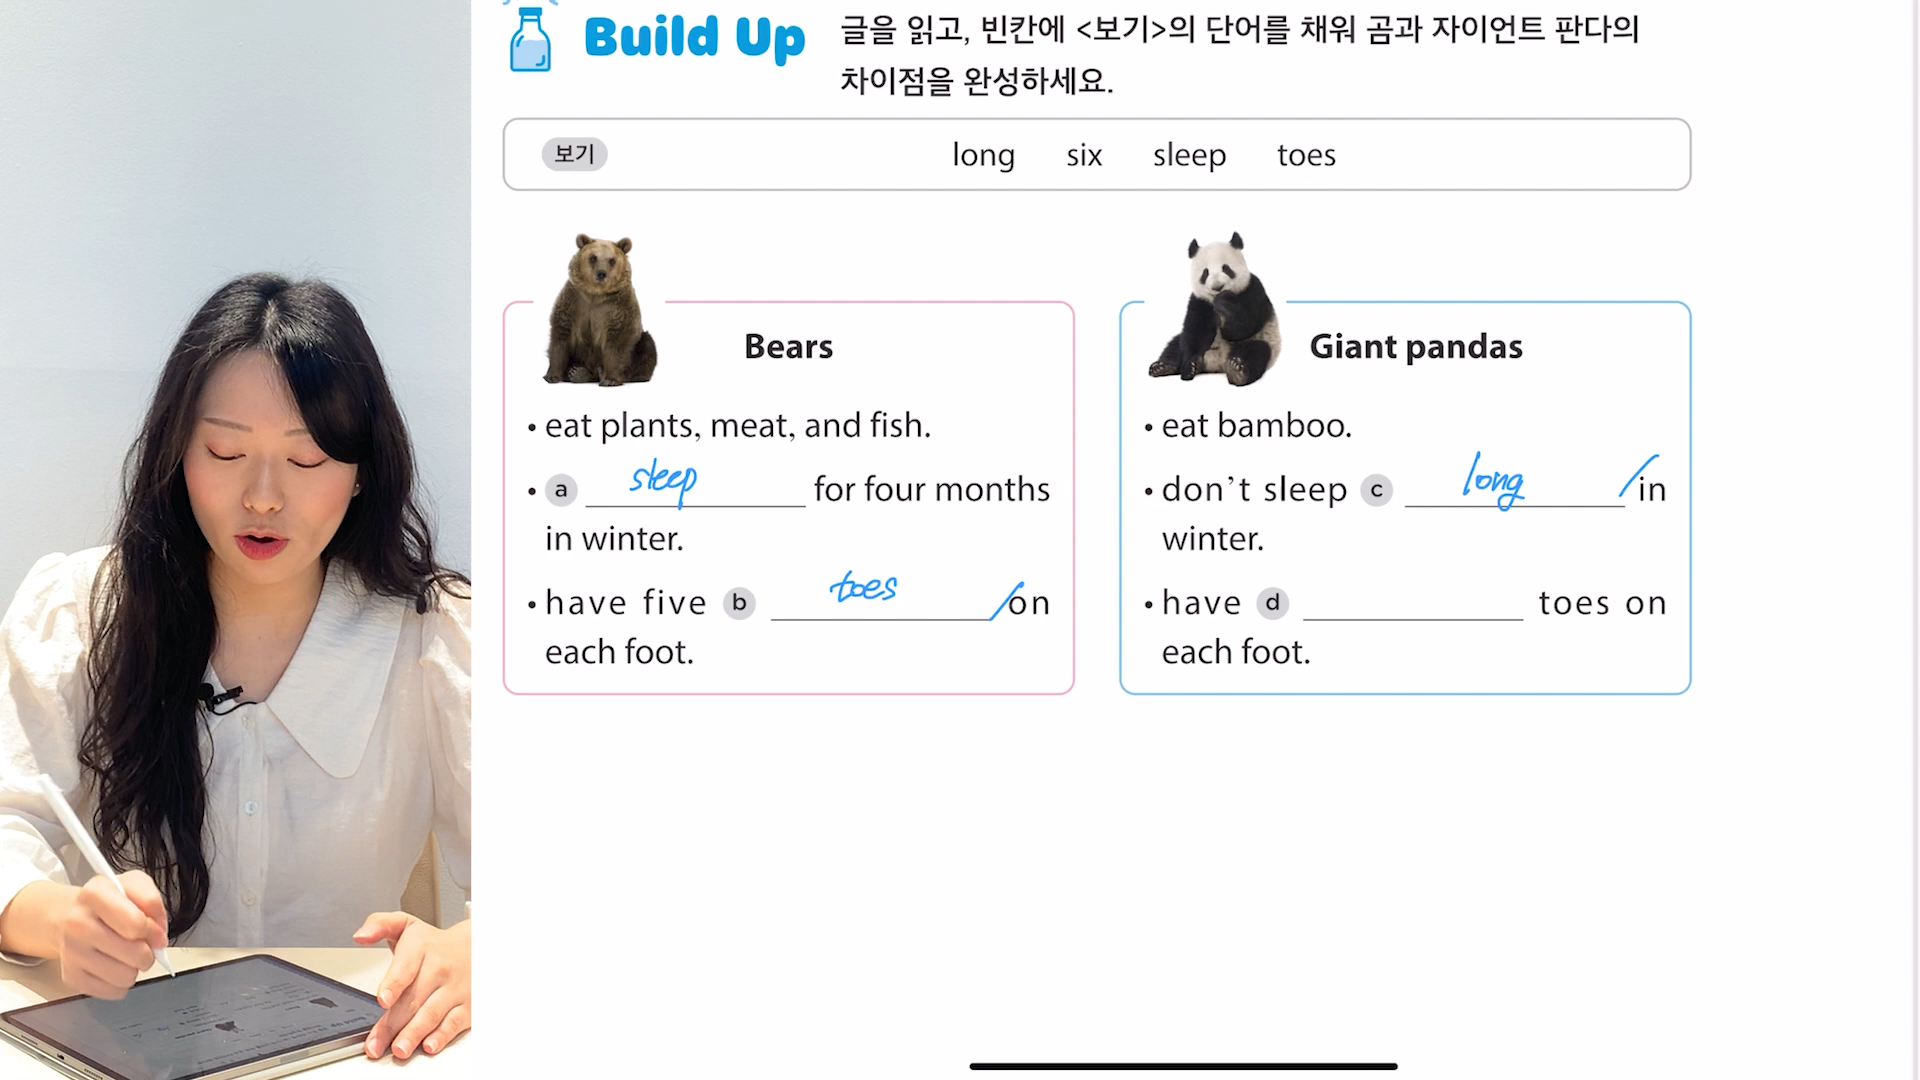 Build Up
글을 읽고, 빈칸에 <보기>의 단어를 채워 곰과 자이언트 판다의
차이점을 완성하세요.
보기 long six sleep toes
Bears
• eat plants, meat, and fish.
• a sleep for four months
in winter.
• have five b toes / on
each foot.
Giant pandas
• eat bamboo.
• don't sleep c long / in
winter.
• have d ___ toes on
each foot.